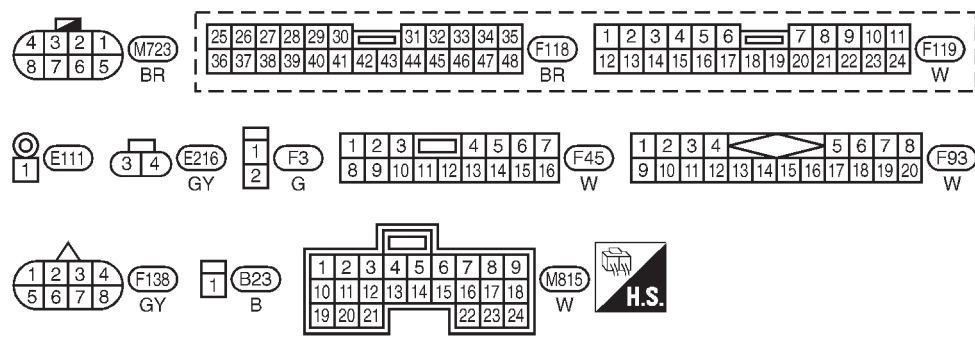 4 3 2 1 M723 25 26 27 28 29 30 31 32 33 34 35 F118 1 2 3 4 5 6 7 8 9 10 11 F119
8 7 6 5 BR 36 37 38 39 40 41 42 43 44 45 46 47 48 BR 12 13 14 15 16 17 18 19 20 21 22 23 24 W
1 E111 3 4 E216 GY 1 2 F3 G 1 2 3 4 5 6 7 F45 1 2 3 4 5 6 7 8 F93
8 9 10 11 12 13 14 15 16 W 9 10 11 12 13 14 15 16 17 18 19 20 W
1 2 3 4 F138 1 B23 1 2 3 4 5 6 7 8 9 M815
5 6 7 8 GY B 10 11 12 13 14 15 16 17 18 W H.S.
19 20 21 22 23 24